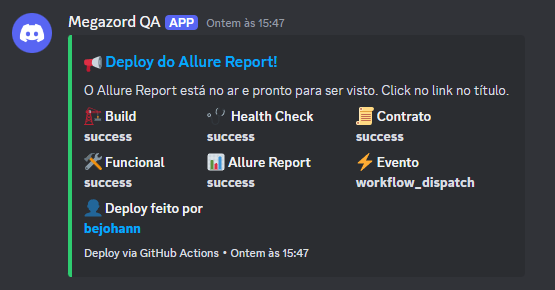 Megazord QA APP Ontem às 15:47
Deploy do Allure Report!
O Allure Report está no ar e pronto para ser visto. Click no link no título.
Build Health Check Contrato
success success success
Funcional Allure Report Evento
success success workflow_dispatch
Deploy feito por
bejohann
Deploy via GitHub Actions • Ontem às 15:47